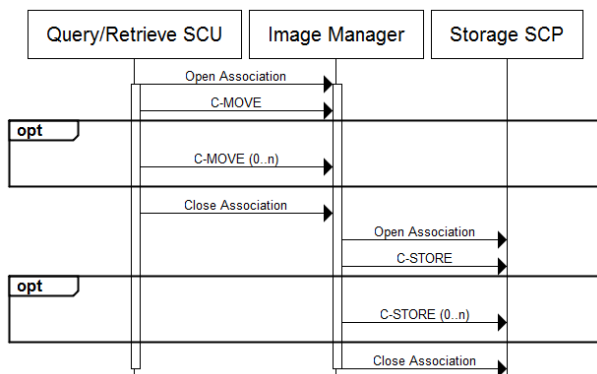 Query/Retrieve SCU
Image Manager
Storage SCP
Open Association
C-MOVE
opt
C-MOVE (0..n)
Close Association
Open Association
C-STORE
opt
C-STORE (0..n)
Close Association